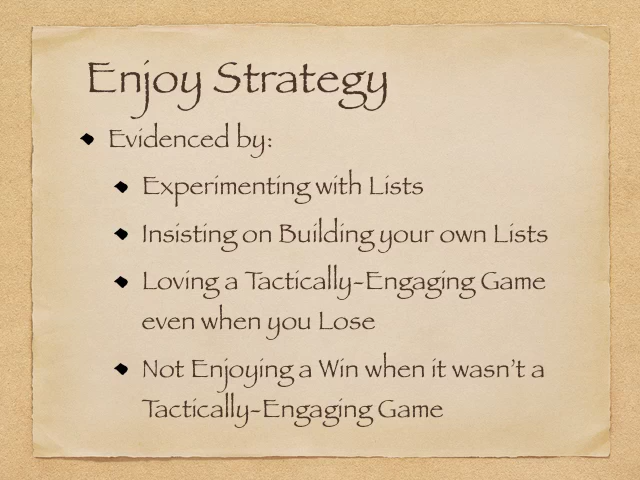 Enjoy Strategy
Evidenced by:
Experimenting with Lists
Insisting on Building your own Lists
Loving a Tactically-Engaging Game
even when you Lose
Not Enjoying a Win when it wasn't a
Tactically-Engaging Game